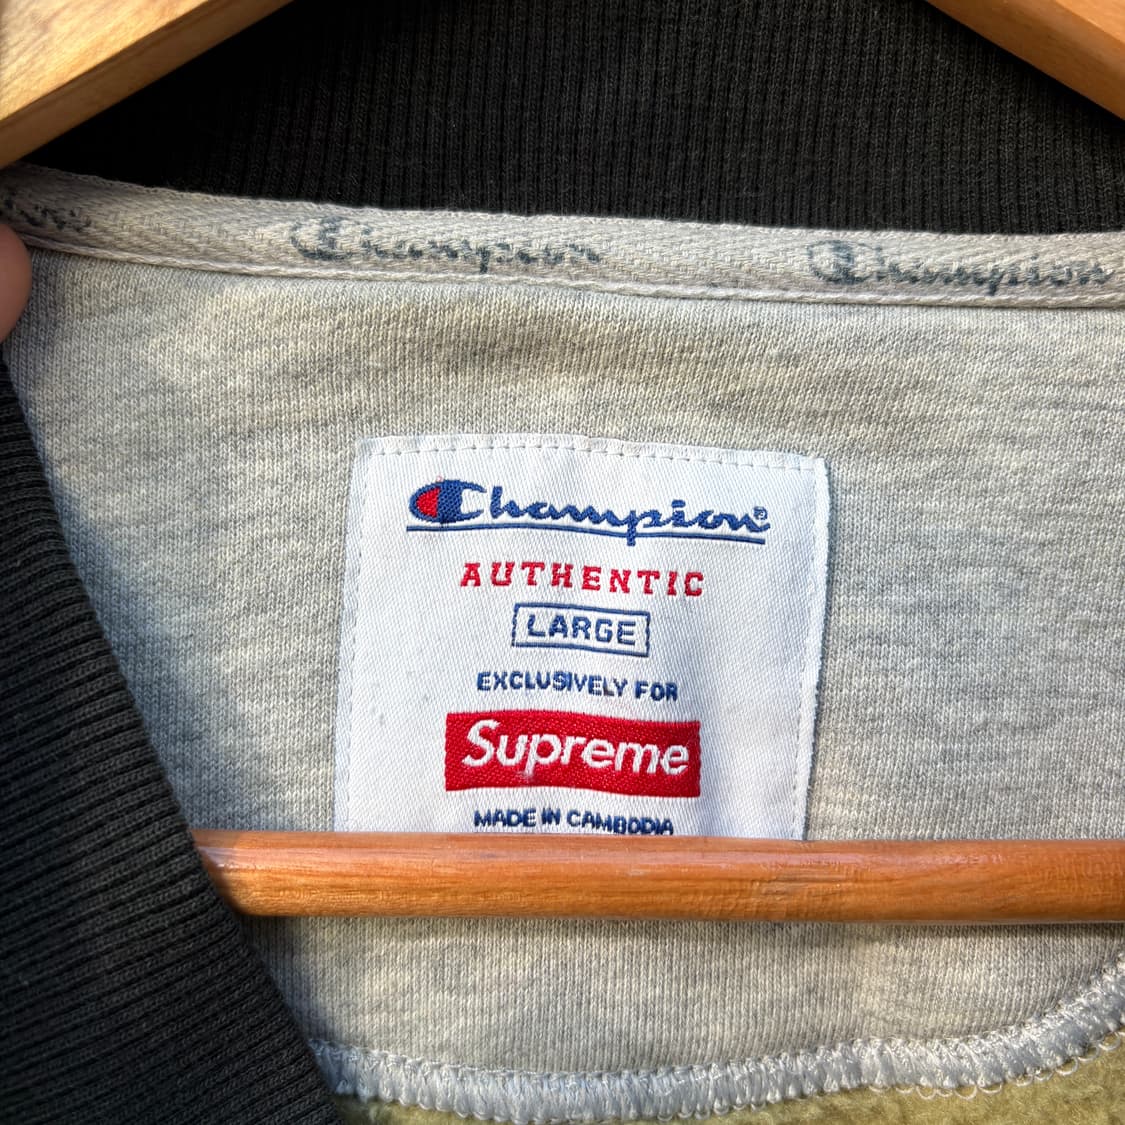 Champion Champion
Champion®
AUTHENTIC
LARGE
EXCLUSIVELY FOR
Supreme
MADE IN CAMBODIA